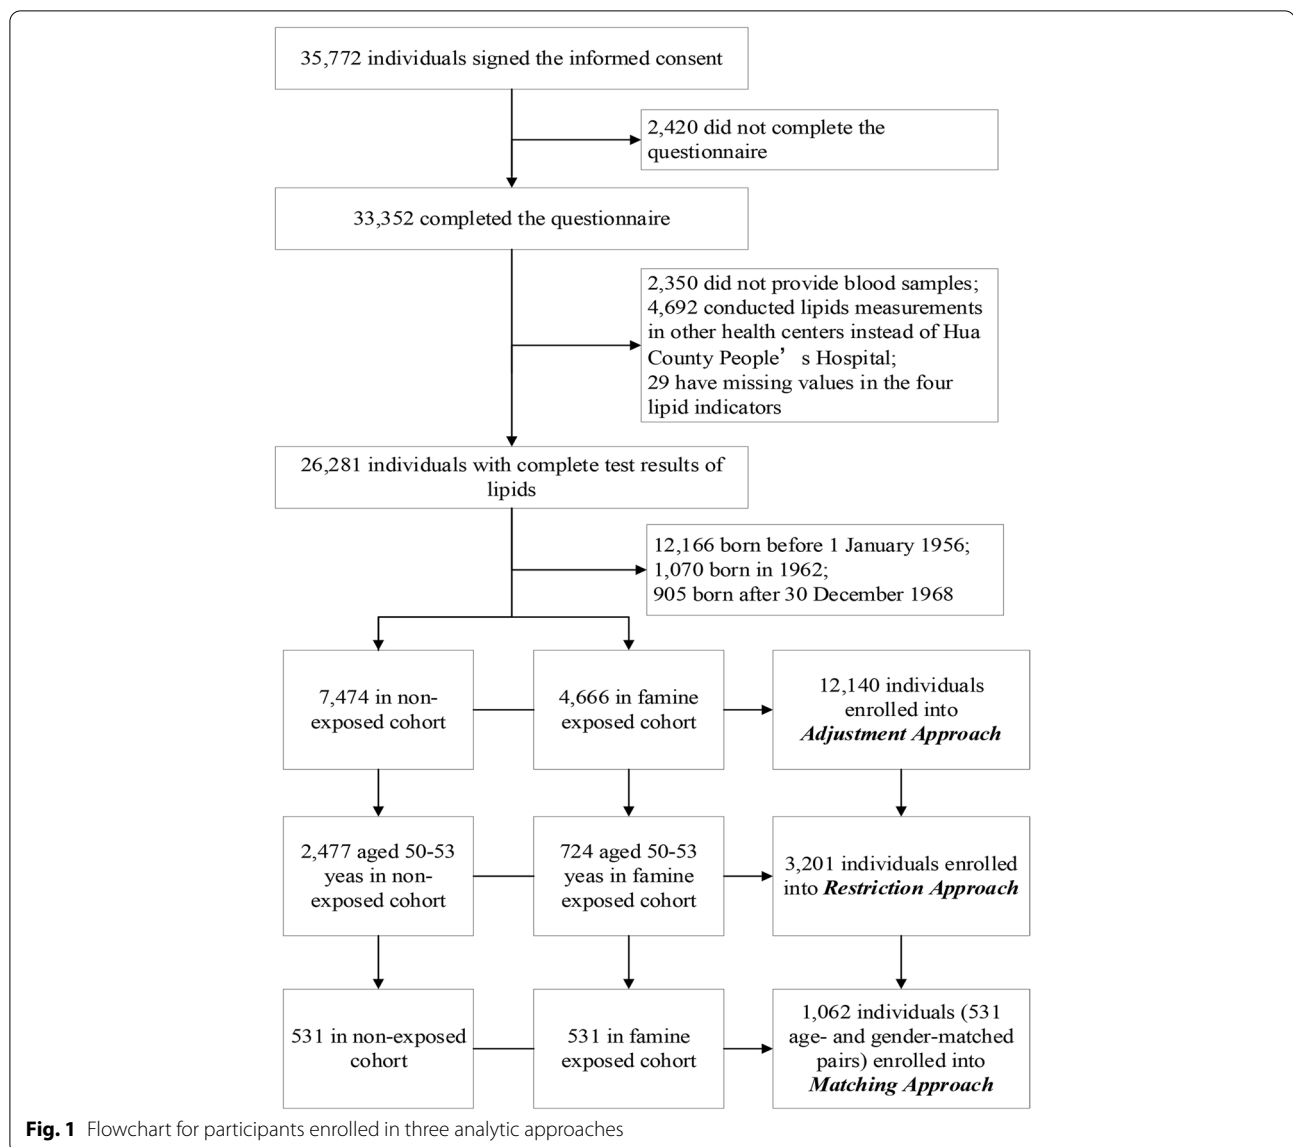 35,772 individuals signed the informed consent
2,420 did not complete the
questionnaire
33,352 completed the questionnaire
2,350 did not provide blood samples;
4,692 conducted lipids measurements
in other health centers instead of Hua
County People’ s Hospital;
29 have missing values in the four
lipid indicators
26,281 individuals with complete test results of
lipids
12,166 born before 1 January 1956;
1,070 born in 1962;
905 born after 30 December 1968
7,474 in non-
exposed cohort
4,666 in famine
exposed cohort
12,140 individuals
enrolled into
Adjustment Approach
2,477 aged 50-53
yeas in non-
exposed cohort
724 aged 50-53
yeas in famine
exposed cohort
3,201 individuals enrolled
into Restriction Approach
531 in non-exposed
cohort
531 in famine
exposed cohort
1,062 individuals (531
age- and gender-matched
pairs) enrolled into
Matching Approach
Fig. 1 Flowchart for participants enrolled in three analytic approaches